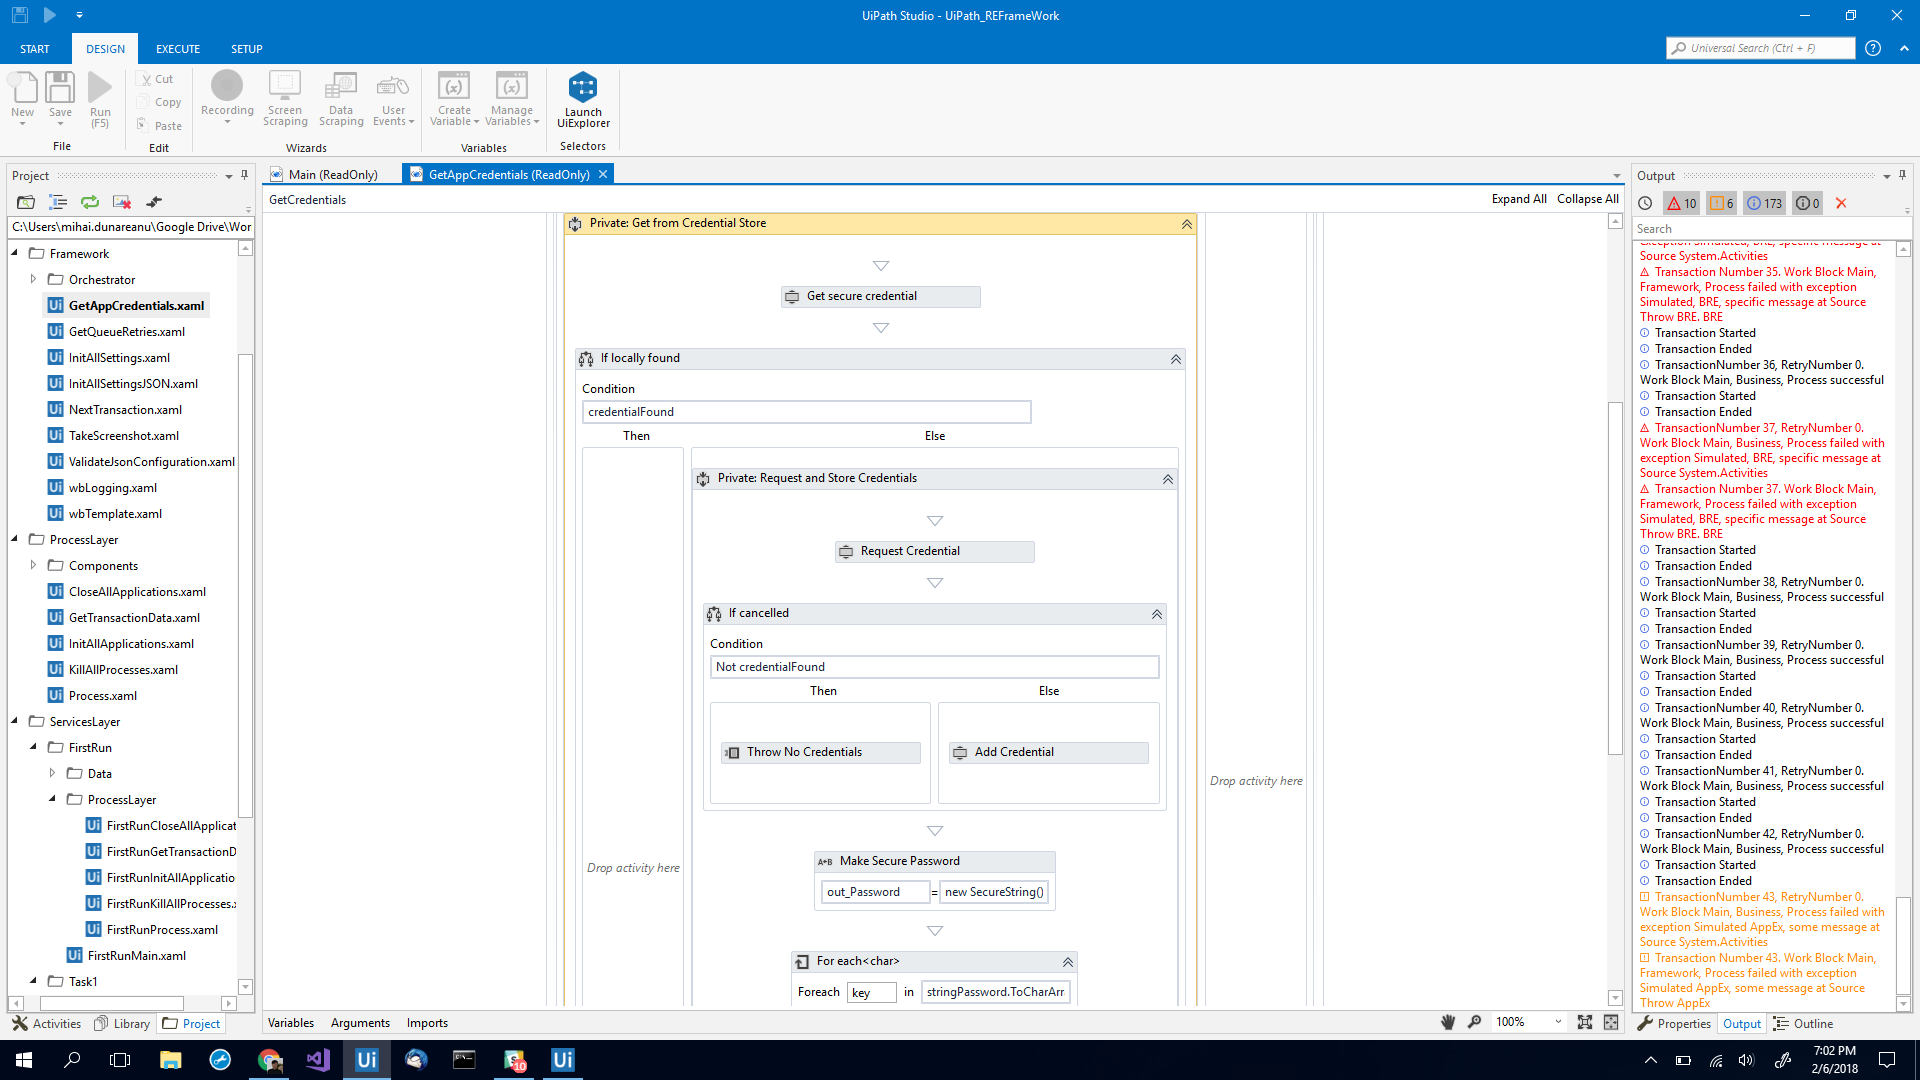 UiPath Studio - UiPath_REFrameWork
START
DESIGN
EXECUTE
SETUP
Universal Search (Ctrl + F)
New
Save
Run
(F5)
File
Cut
Copy
Paste
Edit
Recording
Screen
Scraping
Data
Scraping
User
Events
Wizards
Create
Variable
Manage
Variables
Variables
Launch
UiExplorer
Selectors
Project
C:\Users\mihai.dunareanu\Google Drive\Wor
Framework
Orchestrator
GetAppCredentials.xaml
GetQueueRetries.xaml
InitAllSettings.xaml
InitAllSettingsJSON.xaml
NextTransaction.xaml
TakeScreenshot.xaml
ValidateJsonConfiguration.xaml
wbLogging.xaml
wbTemplate.xaml
ProcessLayer
Components
CloseAllApplications.xaml
GetTransactionData.xaml
InitAllApplications.xaml
KillAllProcesses.xaml
Process.xaml
ServicesLayer
FirstRun
Data
ProcessLayer
FirstRunCloseAllApplicat
FirstRunGetTransactionD
FirstRunInitAllApplicatio
FirstRunKillAllProcesses.
FirstRunProcess.xaml
FirstRunMain.xaml
Task1
Activities
Library
Project
Main (ReadOnly)
GetAppCredentials (ReadOnly)
GetCredentials
Expand All
Collapse All
Private: Get from Credential Store
Get secure credential
If locally found
Condition
credentialFound
Then
Else
Private: Request and Store Credentials
Request Credential
If cancelled
Condition
Not credentialFound
Then
Else
Throw No Credentials
Add Credential
Drop activity here
Drop activity here
Make Secure Password
A+B
out_Password
=
new SecureString()
For each<char>
Foreach
key
in
stringPassword.ToCharArr
Variables
Arguments
Imports
100%
Output
10
6
173
0
Search
exception Simulated, BRE, specific message at
Source System.Activities
Transaction Number 35. Work Block Main,
Framework, Process failed with exception
Simulated, BRE, specific message at Source
Throw BRE. BRE
Transaction Started
Transaction Ended
TransactionNumber 36, RetryNumber 0.
Work Block Main, Business, Process successful
Transaction Started
Transaction Ended
TransactionNumber 37, RetryNumber 0.
Work Block Main, Business, Process failed with
exception Simulated, BRE, specific message at
Source System.Activities
Transaction Number 37. Work Block Main,
Framework, Process failed with exception
Simulated, BRE, specific message at Source
Throw BRE. BRE
Transaction Started
Transaction Ended
TransactionNumber 38, RetryNumber 0.
Work Block Main, Business, Process successful
Transaction Started
Transaction Ended
TransactionNumber 39, RetryNumber 0.
Work Block Main, Business, Process successful
Transaction Started
Transaction Ended
TransactionNumber 40, RetryNumber 0.
Work Block Main, Business, Process successful
Transaction Started
Transaction Ended
TransactionNumber 41, RetryNumber 0.
Work Block Main, Business, Process successful
Transaction Started
Transaction Ended
TransactionNumber 42, RetryNumber 0.
Work Block Main, Business, Process successful
Transaction Started
Transaction Ended
TransactionNumber 43, RetryNumber 0.
Work Block Main, Business, Process failed with
exception Simulated AppEx, some message at
Source System.Activities
Transaction Number 43. Work Block Main,
Framework, Process failed with exception
Simulated AppEx, some message at Source
Throw AppEx
Properties
Output
Outline
Ui
10
Ui
7:02 PM
2/6/2018